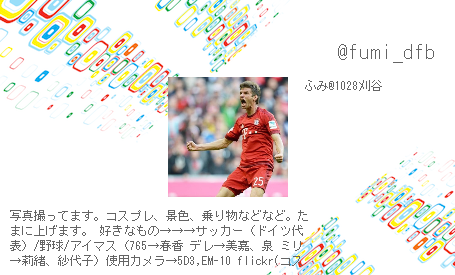 @fumi_dfb
ふみ@1028刈谷
25
写真撮ってます。コスプレ、景色、乗り物などなど。た
まに上げます。 好きなもの→→→サッカー（ドイツ代
表）/野球/アイマス（765→春香 デレ→美嘉、泉 ミリ
→莉緒、紗代子）使用カメラ→5D3,EM-10 flickr(コス